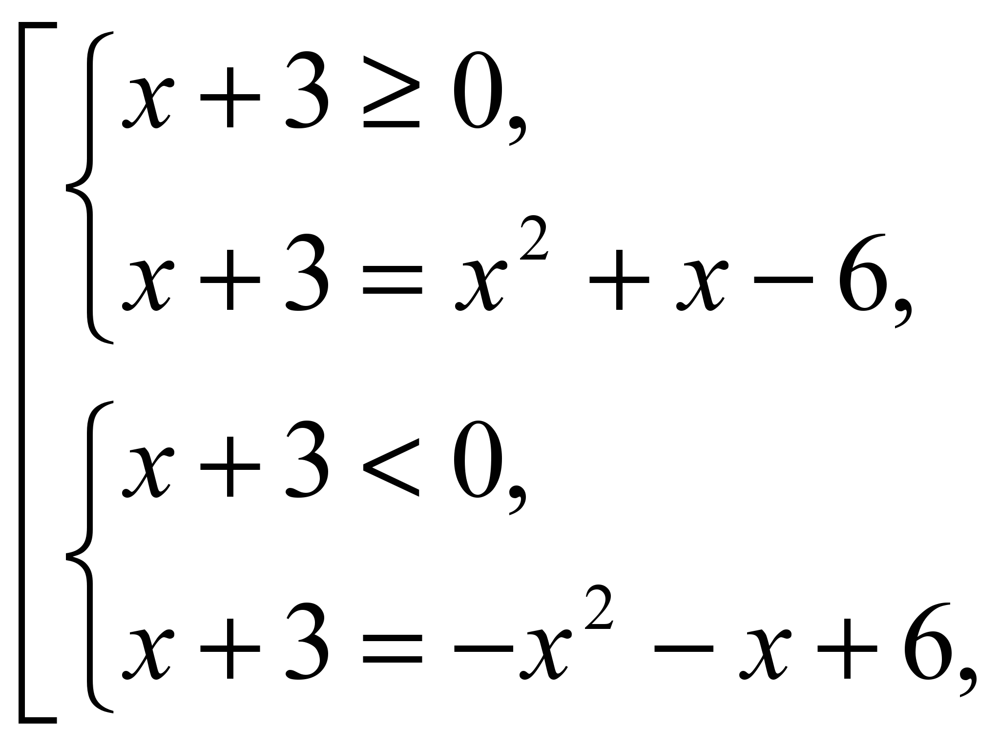 x + 3 ≥ 0,
x + 3 = x² + x − 6,
x + 3 < 0,
x + 3 = −x² − x + 6,